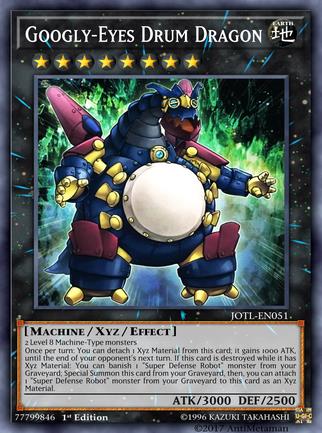 Googly-Eyes Drum Dragon
EARTH
地
JOTL-EN051
[Machine / Xyz / Effect]
2 Level 8 Machine-Type monsters
Once per turn: You can detach 1 Xyz Material from this card; it gains 1000 ATK,
until the end of your opponent's next turn. If this card is destroyed while it has
Xyz Material: You can banish 1 "Super Defense Robot" monster from your
Graveyard; Special Summon this card from your Graveyard, then, you can attach
1 "Super Defense Robot" monster from your Graveyard to this card as an Xyz
Material.
ATK/3000 DEF/2500
77799846 1st Edition ©1996 KAZUKI TAKAHASHI
©2017 AntiMetaman